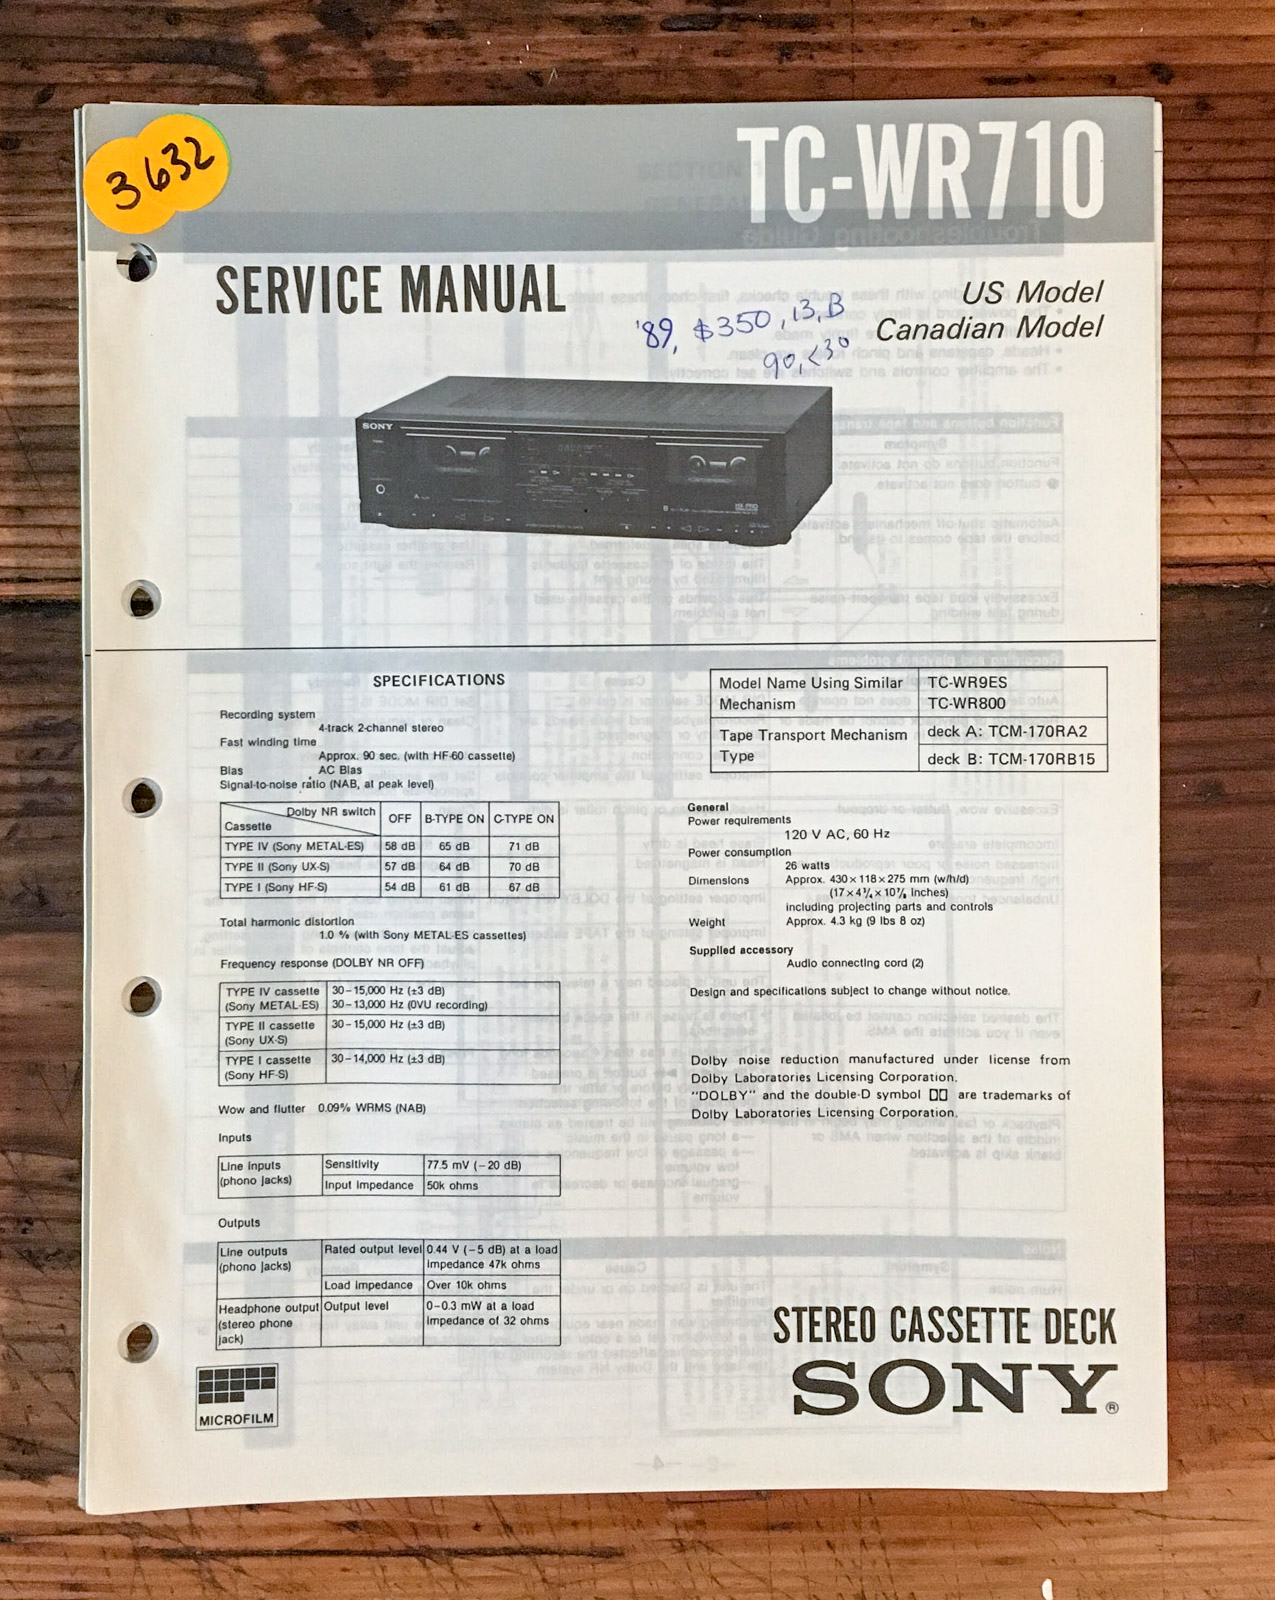 3632
TC-WR710
SERVICE MANUAL
US Model
Canadian Model
'89, $350, 13, B
90, <30
SONY
SPECIFICATIONS
Recording system
4-track 2-channel stereo
Fast winding time
Approx. 90 sec. (with HF-60 cassette)
Bias AC Bias
Signal-to-noise ratio (NAB, at peak level)
Dolby NR switch
Cassette
OFF B-TYPE ON C-TYPE ON
TYPE IV (Sony METAL-ES) 58 dB 65 dB 71 dB
TYPE II (Sony UX-S) 57 dB 64 dB 70 dB
TYPE I (Sony HF-S) 54 dB 61 dB 67 dB
Total harmonic distortion
1.0 % (with Sony METAL-ES cassettes)
Frequency response (DOLBY NR OFF)
TYPE IV cassette 30–15,000 Hz (±3 dB)
(Sony METAL-ES) 30–13,000 Hz (0VU recording)
TYPE II cassette 30–15,000 Hz (±3 dB)
(Sony UX-S)
TYPE I cassette 30–14,000 Hz (±3 dB)
(Sony HF-S)
Wow and flutter 0.09% WRMS (NAB)
Inputs
Line inputs Sensitivity 77.5 mV (–20 dB)
(phono jacks) Input impedance 50k ohms
Outputs
Line outputs Rated output level 0.44 V (–5 dB) at a load
(phono jacks) impedance 47k ohms
Load impedance Over 10k ohms
Headphone output Output level 0–0.3 mW at a load
(stereo phone impedance of 32 ohms
jack)
MICROFILM
Model Name Using Similar TC-WR9ES
Mechanism TC-WR800
Tape Transport Mechanism deck A: TCM-170RA2
Type deck B: TCM-170RB15
General
Power requirements
120 V AC, 60 Hz
Power consumption
26 watts
Dimensions Approx. 430×118×275 mm (w/h/d)
(17×4¾×10⅞ inches)
including projecting parts and controls
Weight Approx. 4.3 kg (9 lbs 8 oz)
Supplied accessory
Audio connecting cord (2)
Design and specifications subject to change without notice.
Dolby noise reduction manufactured under license from
Dolby Laboratories Licensing Corporation.
"DOLBY" and the double-D symbol are trademarks of
Dolby Laboratories Licensing Corporation.
STEREO CASSETTE DECK
SONY®